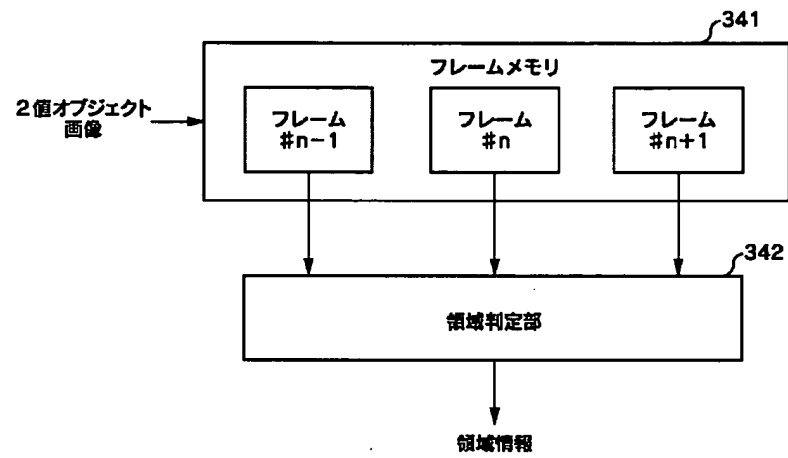 341
フレームメモリ
2値オブジェクト
画像
フレーム
#n-1
フレーム
#n
フレーム
#n+1
342
領域判定部
領域情報